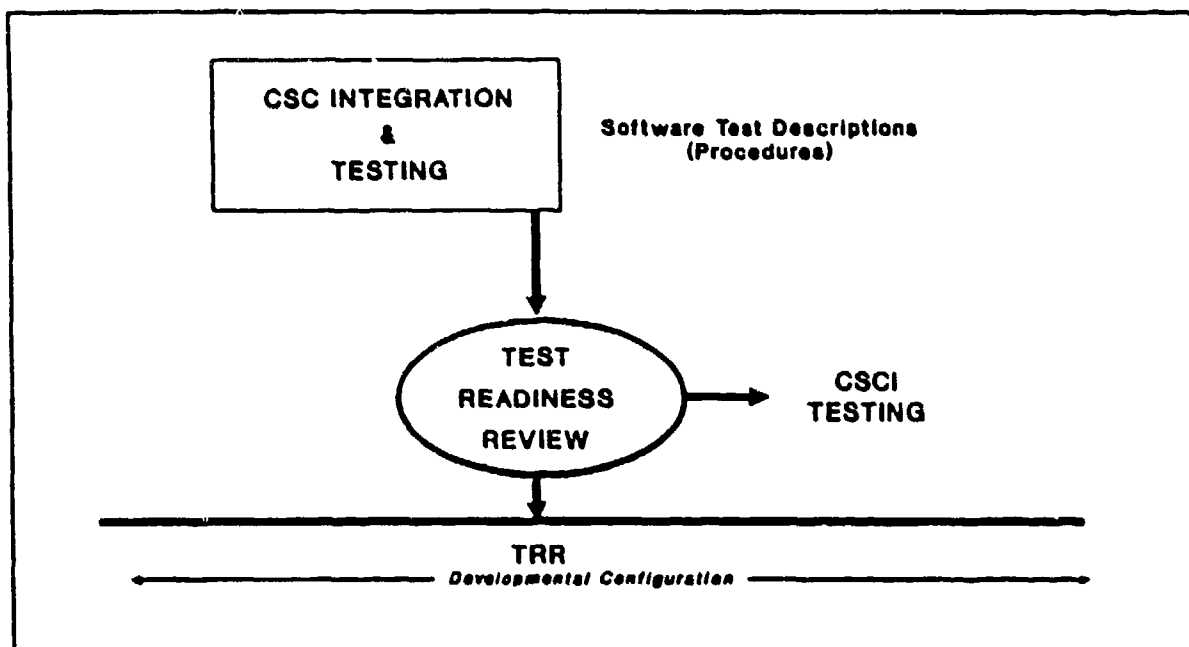 CSC INTEGRATION
&
TESTING
Software Test Descriptions
(Procedures)
TEST
READINESS
REVIEW
CSCI
TESTING
TRR
Developmental Configuration